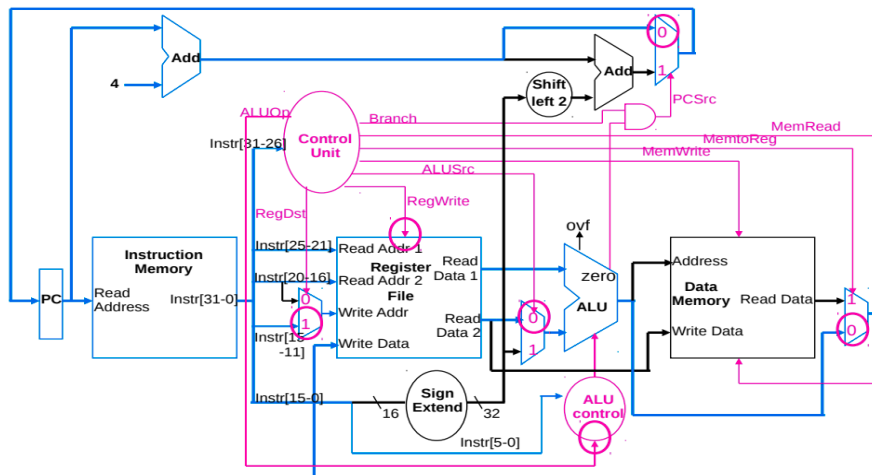 0
Add
Add
4
1
Shift
left 2
PCSrc
ALUOp
Branch
MemRead
Control
Unit
MemtoReg
Instr[31-26]
MemWrite
ALUSrc
RegWrite
RegDst
ovf
Instruction
Memory
Instr[25-21]
Read Addr 1
Read
Data 1
zero
Address
Register
File
Instr[20-16]
Read Addr 2
Data
Memory
PC
Read
Address
Instr[31-0]
0
Write Addr
Read
Data 2
0
ALU
Read Data
1
1
Instr[15
-11]
Write Data
1
Write Data
0
Instr[15-0]
Sign
Extend
16
32
ALU
control
Instr[5-0]